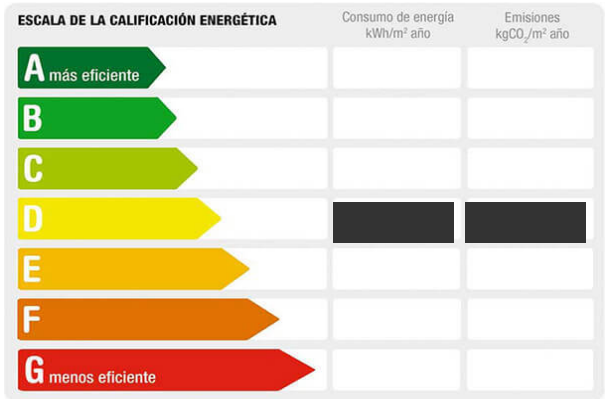 ESCALA DE LA CALIFICACIÓN ENERGÉTICA
Consumo de energía
kWh/m² año
Emisiones
kgCO₂/m² año
A más eficiente
B
C
D
E
F
G menos eficiente